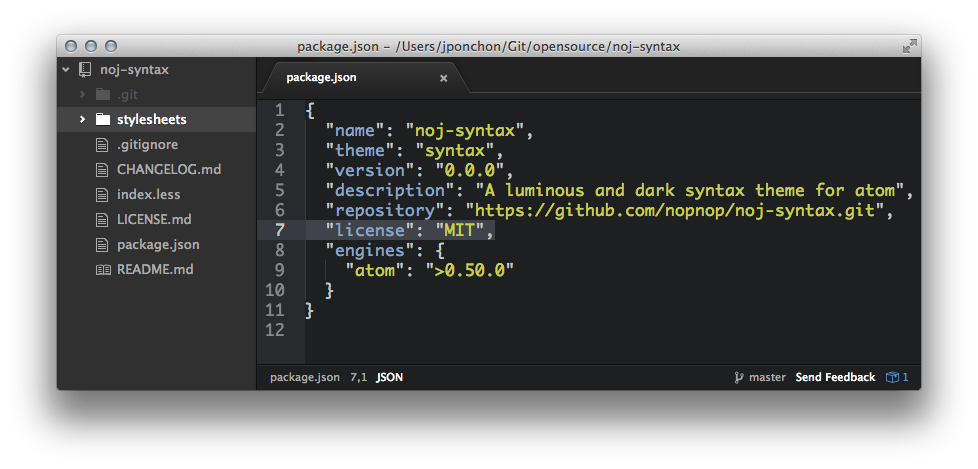 package.json – /Users/jponchon/Git/opensource/noj-syntax
noj-syntax
.git
stylesheets
.gitignore
CHANGELOG.md
index.less
LICENSE.md
package.json
README.md
package.json ×
1 {
2 "name": "noj-syntax",
3 "theme": "syntax",
4 "version": "0.0.0",
5 "description": "A luminous and dark syntax theme for atom",
6 "repository": "https://github.com/nopnop/noj-syntax.git",
7 "license": "MIT",
8 "engines": {
9 "atom": ">0.50.0"
10 }
11 }
12
package.json 7,1 JSON master Send Feedback 1